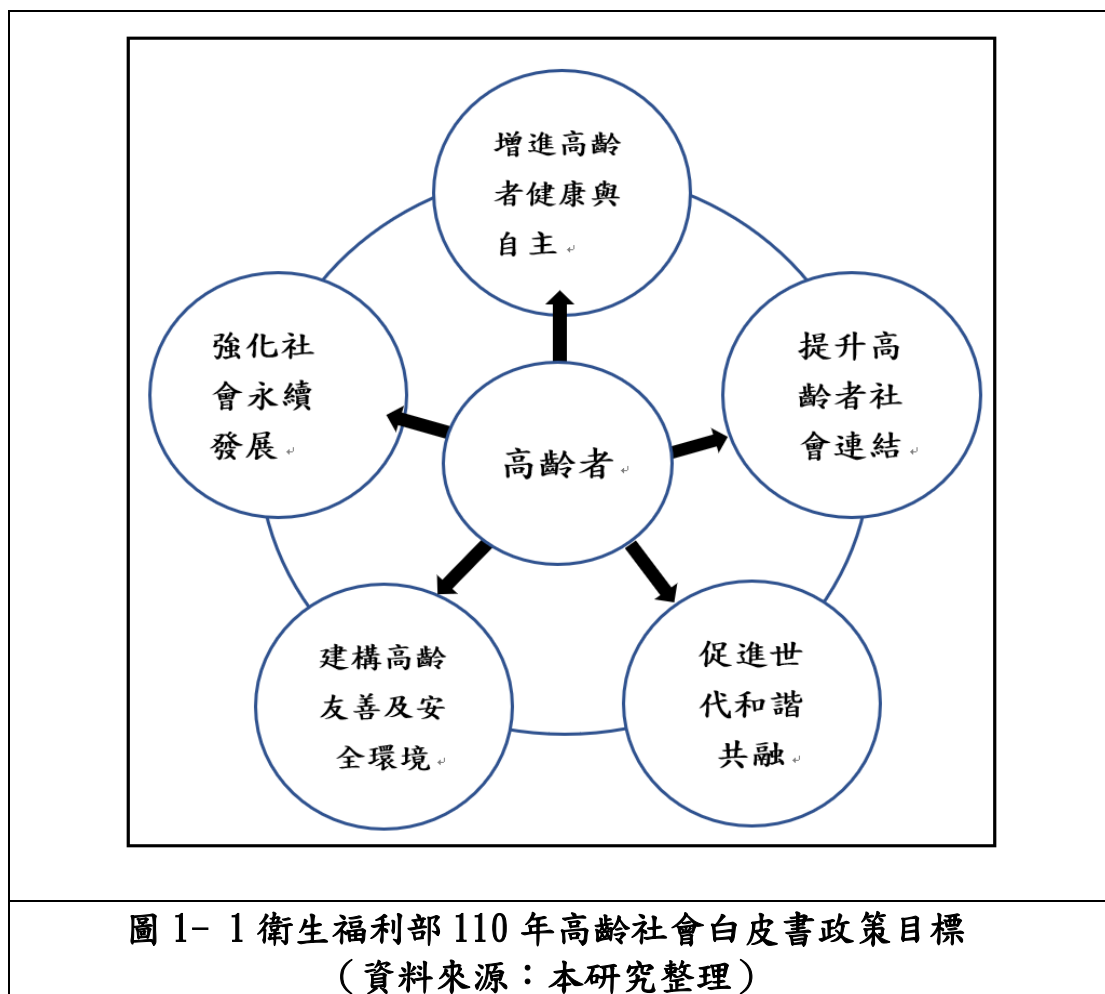 增進高齡
者健康與
自主
強化社
會永續
發展
提升高
齡者社
會連結
高齡者
建構高齡
友善及安
全環境
促進世
代和諧
共融
圖 1- 1 衛生福利部 110 年高齡社會白皮書政策目標
(資料來源：本研究整理)